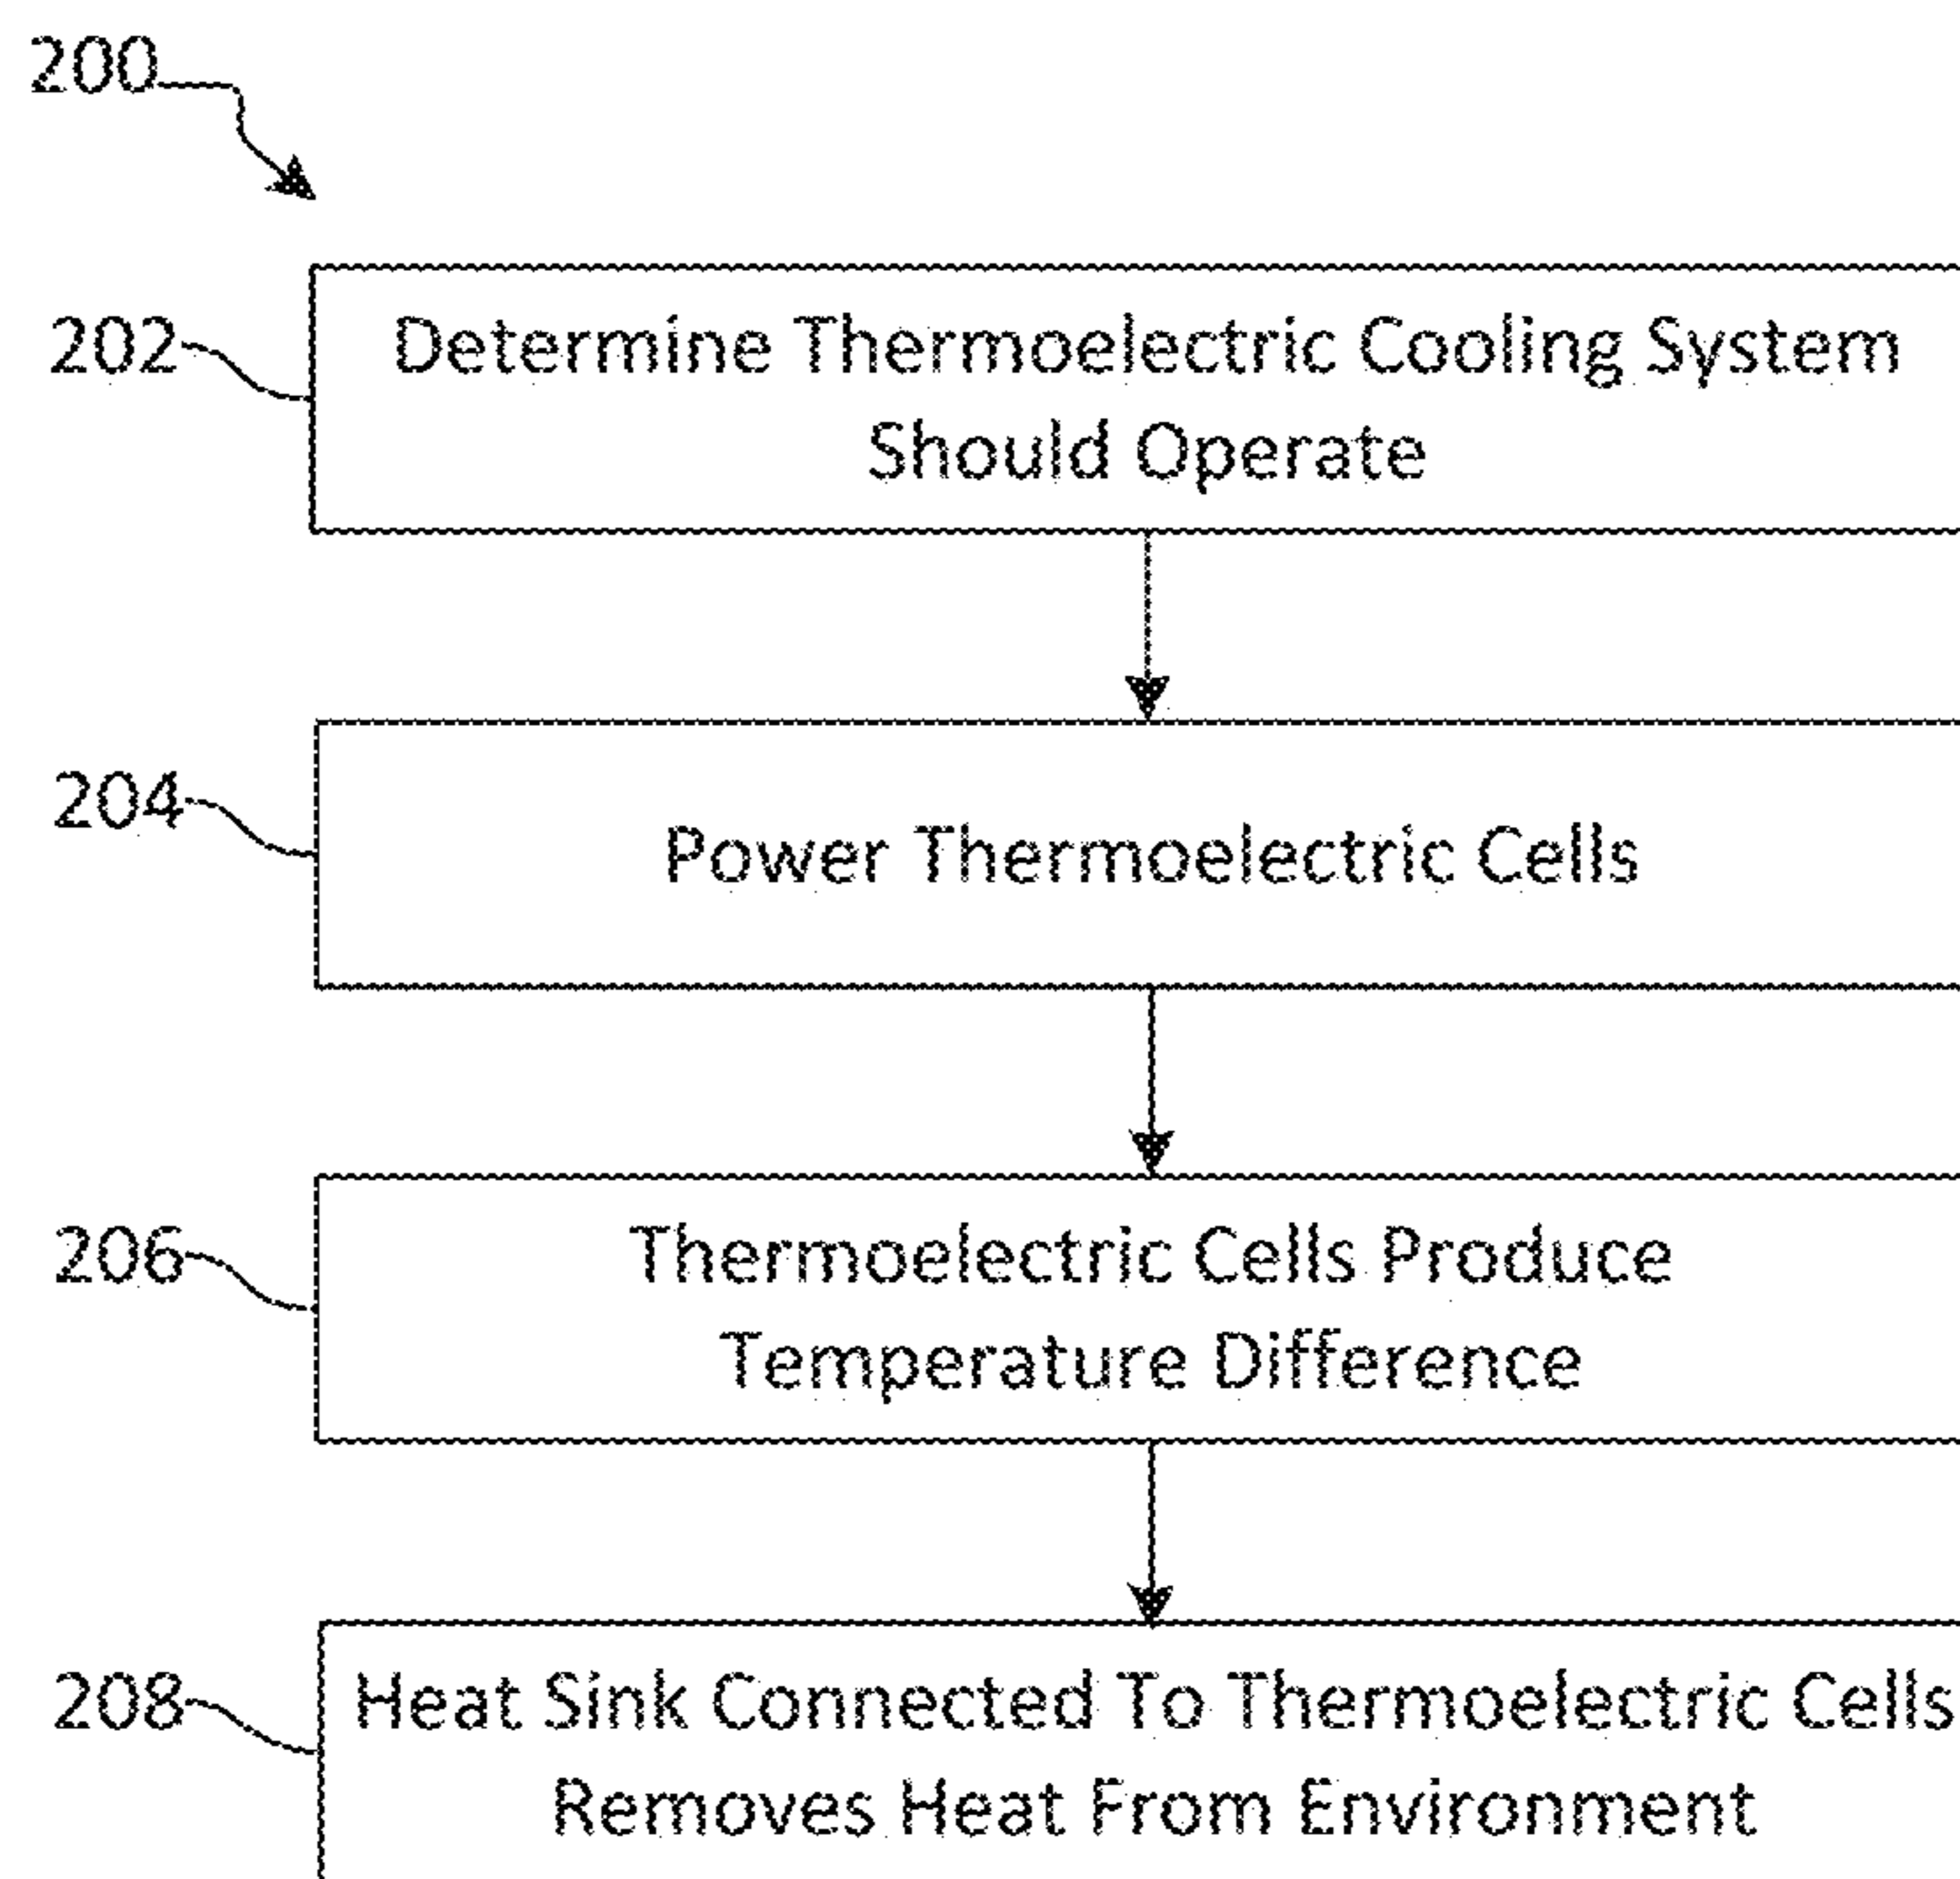 200
202
Determine Thermoelectric Cooling System
Should Operate
204
Power Thermoelectric Cells
206
Thermoelectric Cells Produce
Temperature Difference
208
Heat Sink Connected To Thermoelectric Cells
Removes Heat From Environment